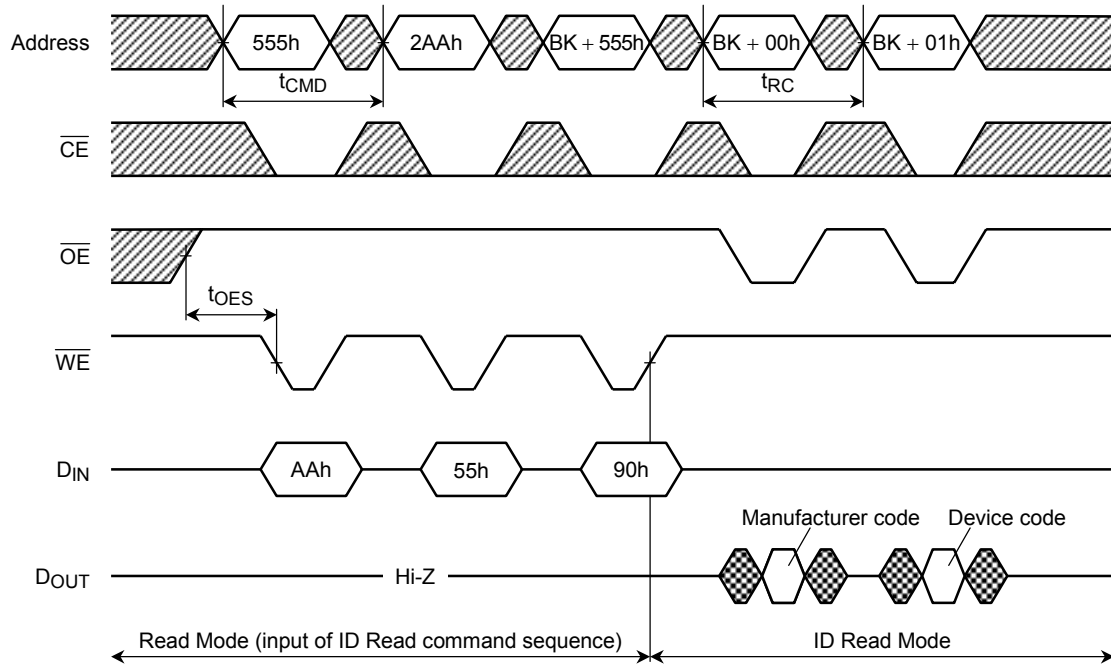 Address 555h 2AAh BK + 555h BK + 00h BK + 01h
tCMD tRC
CE
OE
tOES
WE
DIN AAh 55h 90h
Manufacturer code Device code
DOUT Hi-Z
Read Mode (input of ID Read command sequence) ID Read Mode